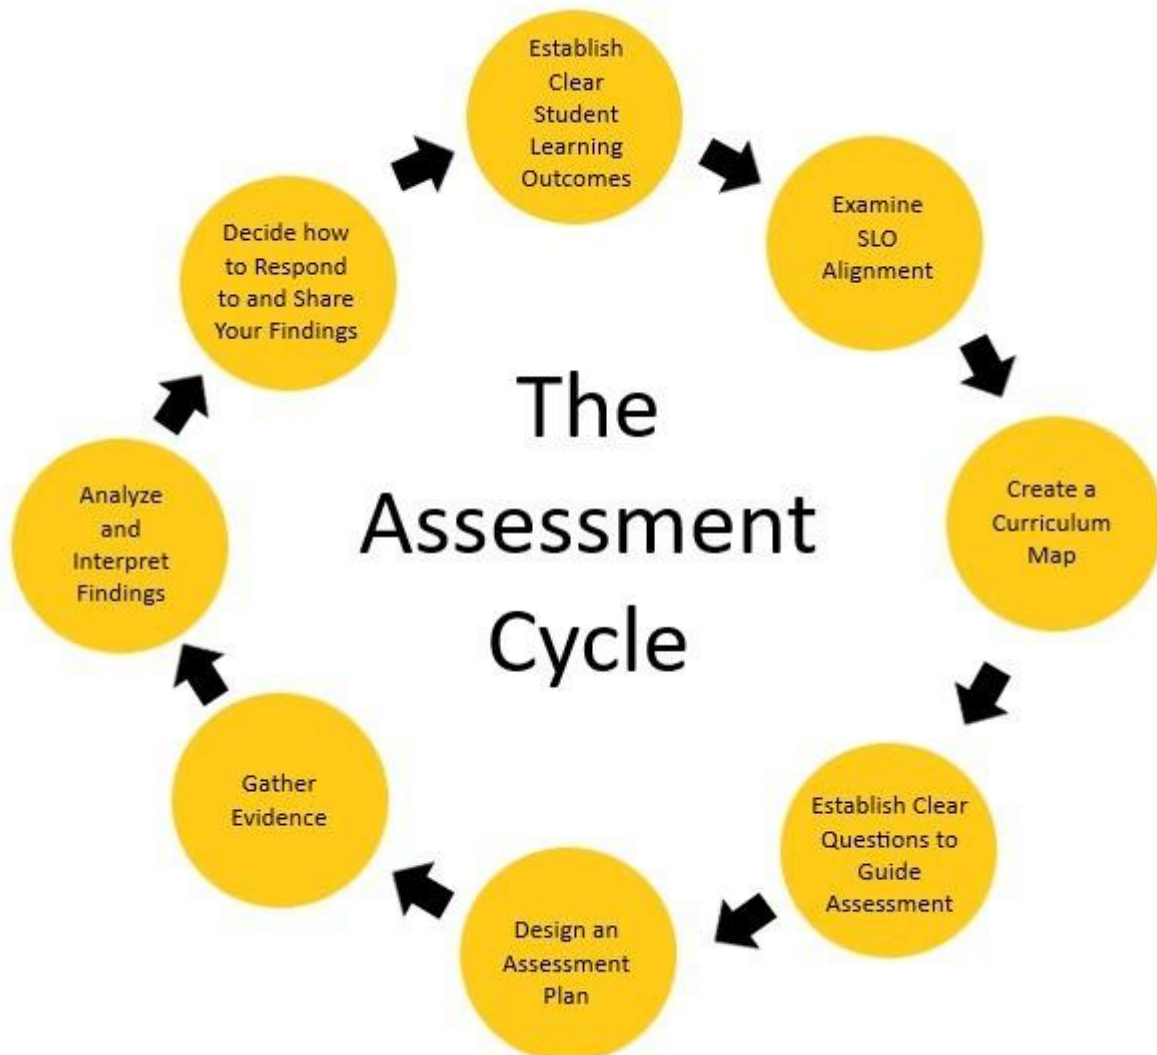 Establish
Clear
Student
Learning
Outcomes
Examine
SLO
Alignment
Create a
Curriculum
Map
Establish Clear
Questions to
Guide
Assessment
Design an
Assessment
Plan
Gather
Evidence
Analyze
and
Interpret
Findings
Decide how
to Respond
to and Share
Your Findings
The
Assessment
Cycle